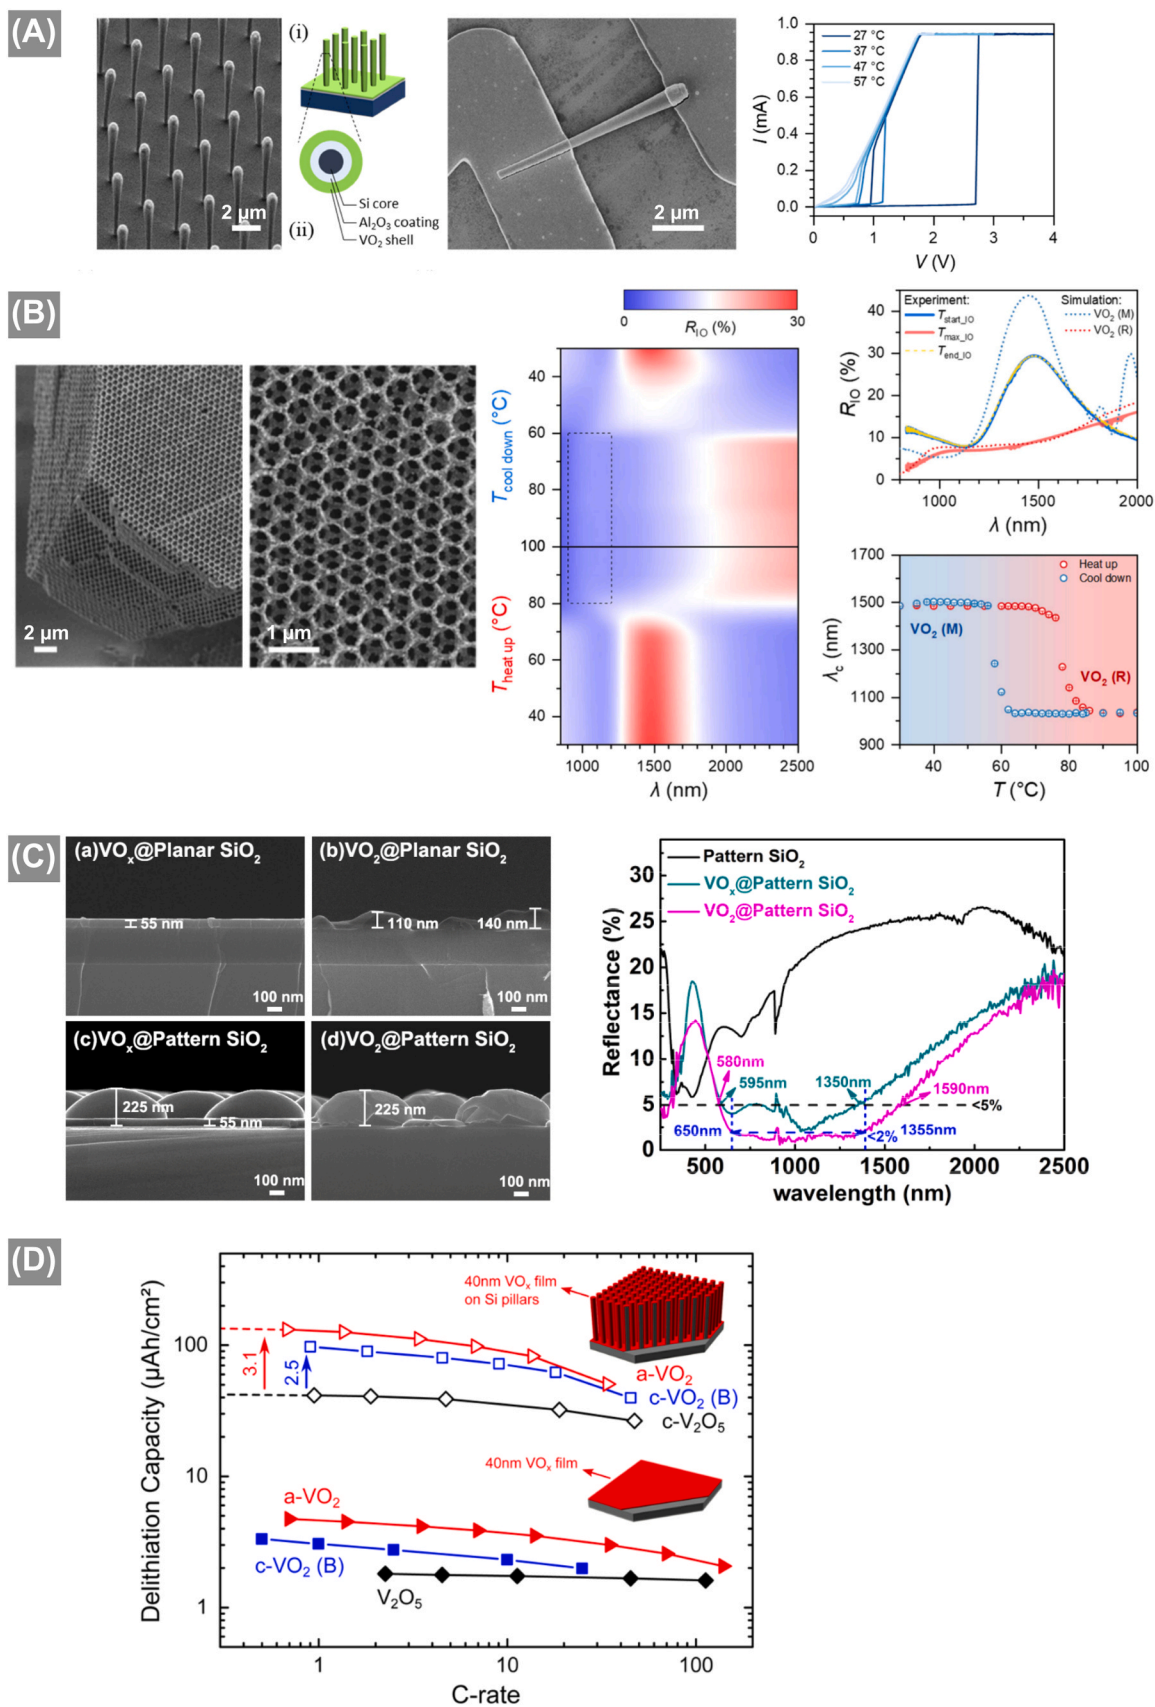 (A)
2 µm
(i)
Si core
Al₂O₃ coating
(ii)
VO₂ shell
2 µm
27 °C
37 °C
47 °C
57 °C
1.0
0.8
0.6
0.4
0.2
0.0
I (mA)
0 1 2 3 4
V (V)
(B)
2 µm
1 µm
0 30
R_IO (%)
T_cool down (°C)
T_heat up (°C)
40
60
80
100
80
60
40
1000 1500 2000 2500
λ (nm)
Experiment:
T_start_IO
T_max_IO
T_end_IO
Simulation:
VO₂ (M)
VO₂ (R)
R_IO (%)
40
30
20
10
0
1000 1500 2000
λ (nm)
Heat up
Cool down
VO₂ (M)
VO₂ (R)
λ_c (nm)
1700
1500
1300
1100
900
40 60 80 100
T (°C)
(C)
(a)VOₓ@Planar SiO₂
55 nm
100 nm
(b)VO₂@Planar SiO₂
110 nm
140 nm
100 nm
(c)VOₓ@Pattern SiO₂
225 nm
55 nm
100 nm
(d)VO₂@Pattern SiO₂
225 nm
100 nm
Pattern SiO₂
VOₓ@Pattern SiO₂
VO₂@Pattern SiO₂
Reflectance (%)
30
25
20
15
10
5
0
580nm
595nm
1350nm
1590nm
<5%
650nm
<2%
1355nm
500 1000 1500 2000 2500
wavelength (nm)
(D)
Delithiation Capacity (µAh/cm²)
100
10
1
3.1
2.5
40nm VOₓ film
on Si pillars
a-VO₂
c-VO₂ (B)
c-V₂O₅
40nm VOₓ film
a-VO₂
c-VO₂ (B)
V₂O₅
1 10 100
C-rate